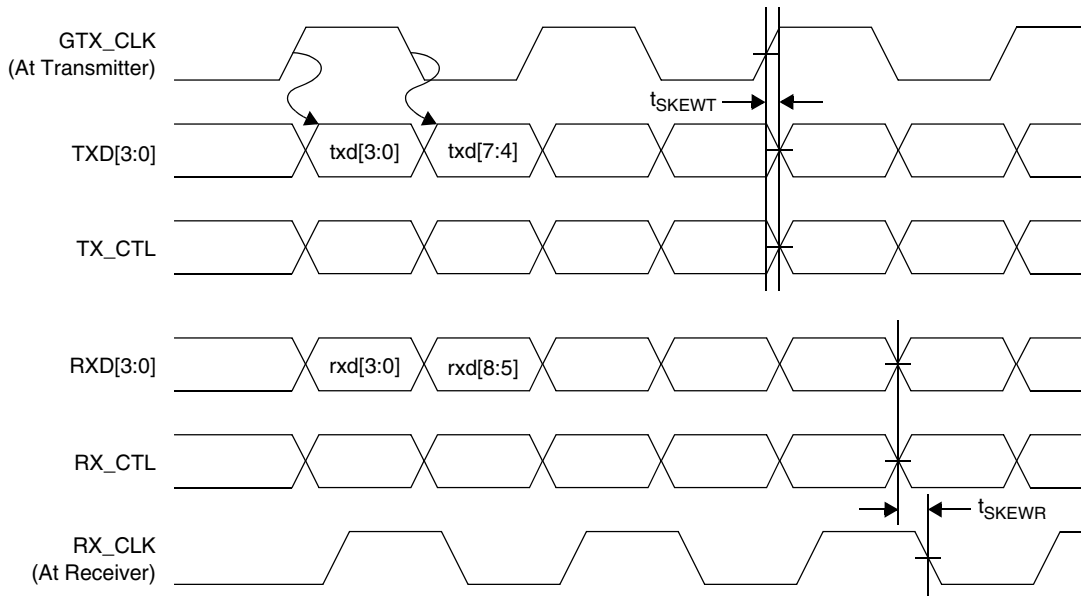 GTX_CLK
(At Transmitter)
tSKEWT
TXD[3:0]
txd[3:0]
txd[7:4]
TX_CTL
RXD[3:0]
rxd[3:0]
rxd[8:5]
RX_CTL
tSKEWR
RX_CLK
(At Receiver)